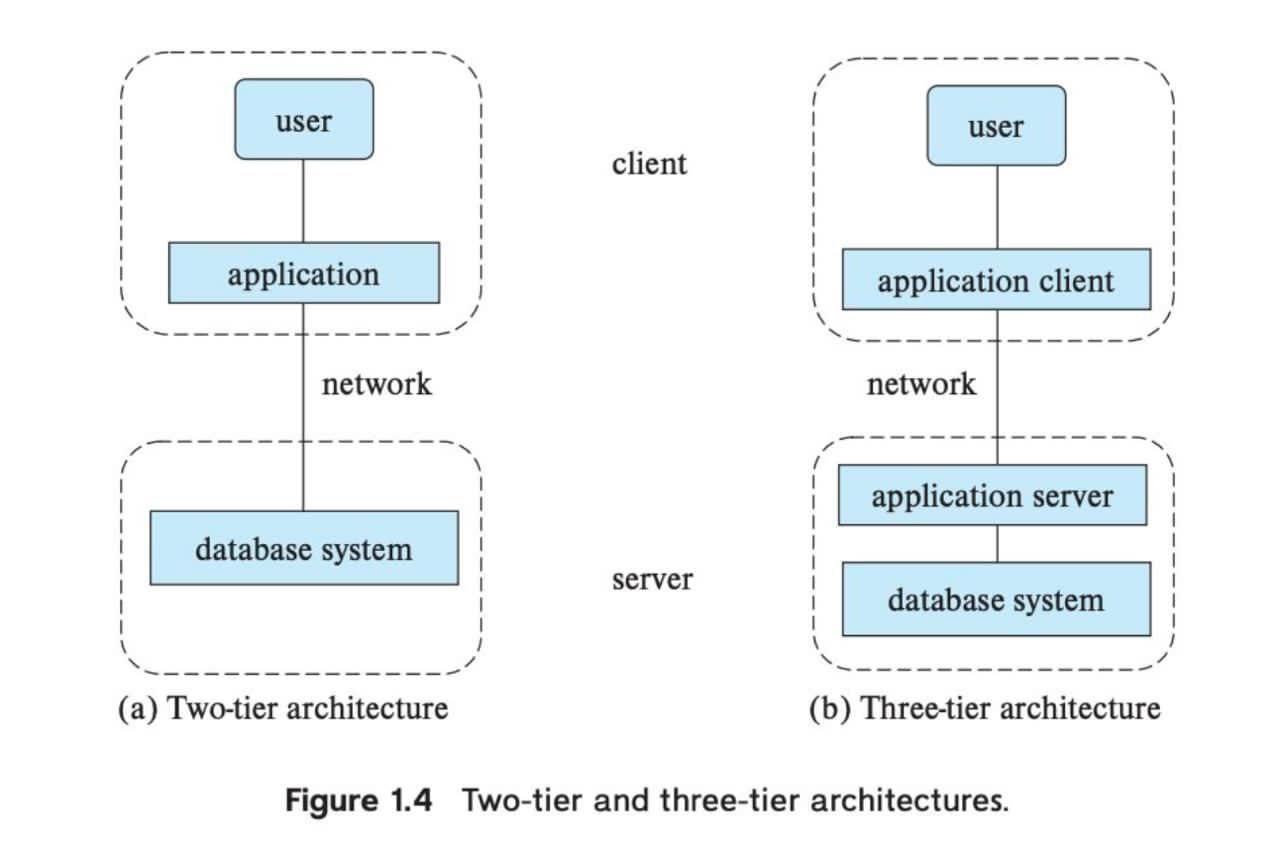 user
application
network
database system
(a) Two-tier architecture
client
server
user
application client
network
application server
database system
(b) Three-tier architecture
Figure 1.4 Two-tier and three-tier architectures.